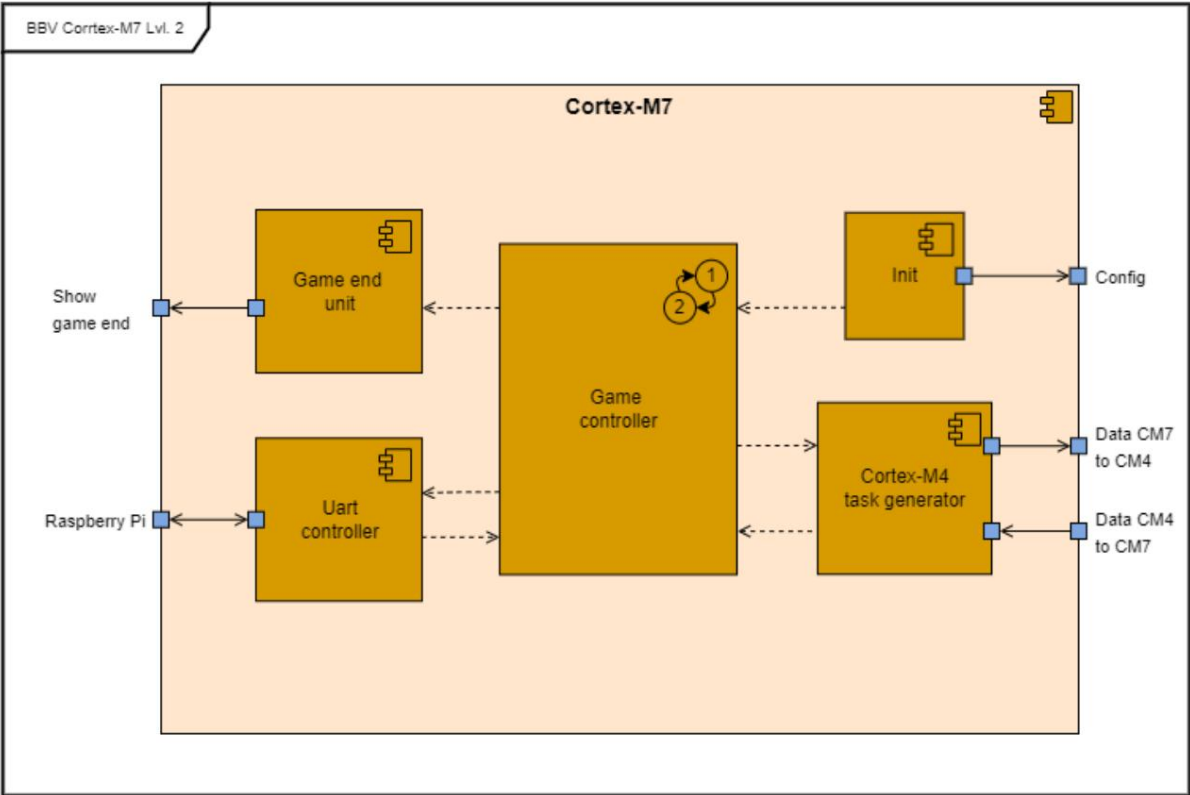 BBV Corrtex-M7 Lvl. 2
Cortex-M7
Game end
unit
1
2
Init
Show
game end
Config
Game
controller
Cortex-M4
task generator
Data CM7
to CM4
Uart
controller
Raspberry Pi
Data CM4
to CM7